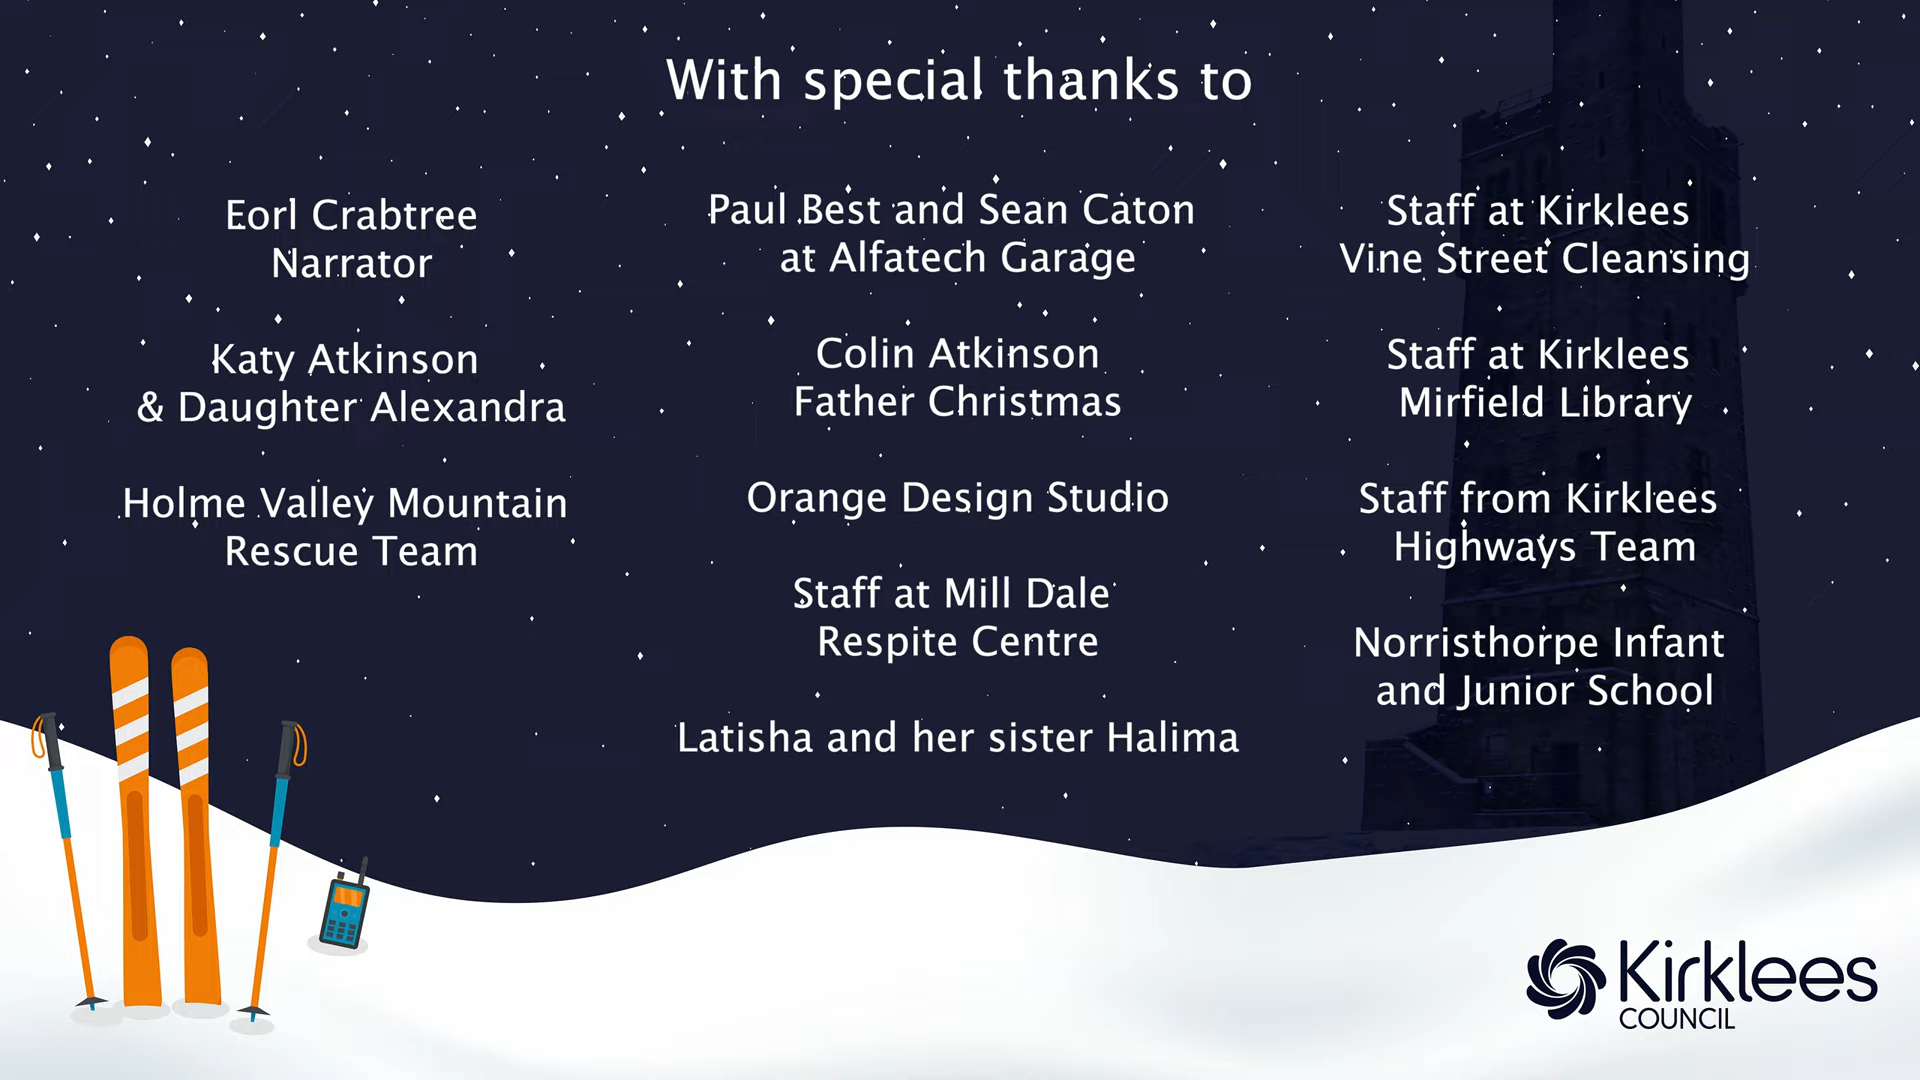 With special thanks to
Eorl Crabtree
Narrator
Katy Atkinson
& Daughter Alexandra
Holme Valley Mountain
Rescue Team
Paul Best and Sean Caton
at Alfatech Garage
Colin Atkinson
Father Christmas
Orange Design Studio
Staff at Mill Dale
Respite Centre
Latisha and her sister Halima
Staff at Kirklees
Vine Street Cleansing
Staff at Kirklees
Mirfield Library
Staff from Kirklees
Highways Team
Norristhorpe Infant
and Junior School
Kirklees
COUNCIL